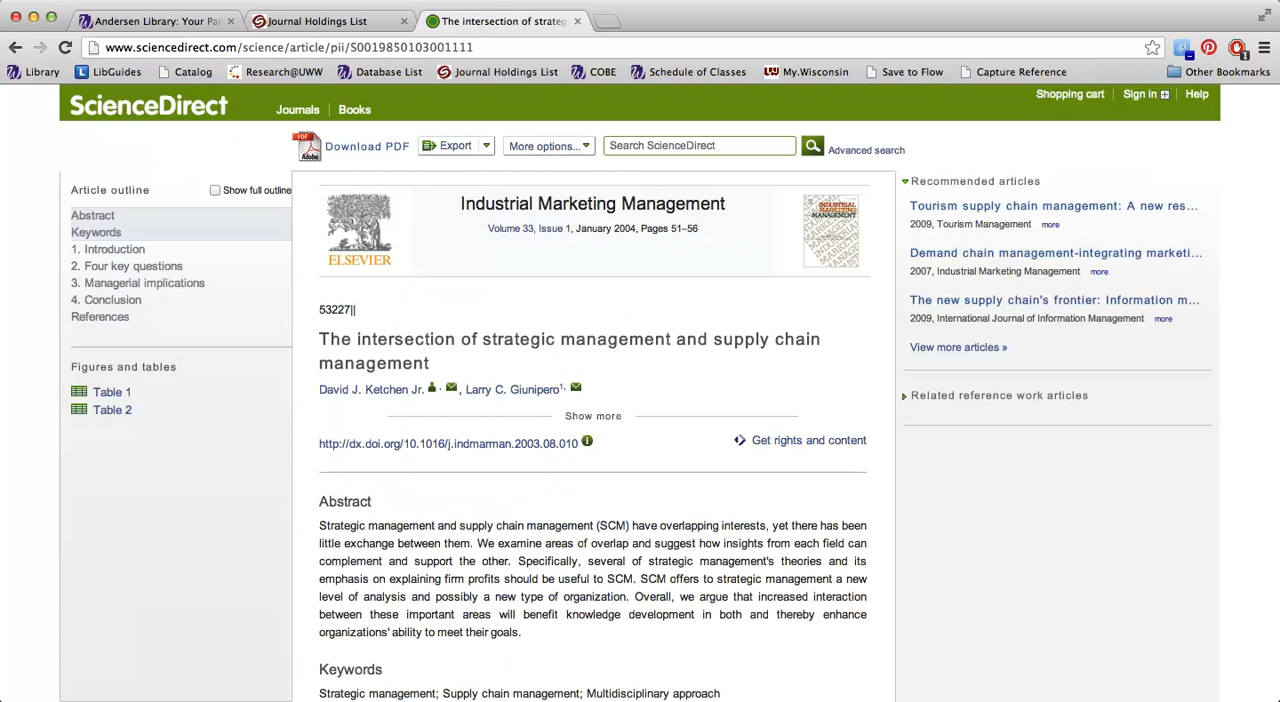 Andersen Library: Your Pa
Journal Holdings List
The intersection of strateg
www.sciencedirect.com/science/article/pii/S0019850103001111
Library
LibGuides
Catalog
Research@UWW
Database List
Journal Holdings List
COBE
Schedule of Classes
My.Wisconsin
Save to Flow
Capture Reference
Other Bookmarks
ScienceDirect
Journals
Books
Shopping cart
Sign in
Help
PDF
Adobe
Download PDF
Export
More options...
Search ScienceDirect
Advanced search
Article outline
Show full outline
Abstract
Keywords
1. Introduction
2. Four key questions
3. Managerial implications
4. Conclusion
References
Figures and tables
Table 1
Table 2
ELSEVIER
Industrial Marketing Management
Volume 33, Issue 1, January 2004, Pages 51–56
INDUSTRIAL
MARKETING
MANAGEMENT
53227||
The intersection of strategic management and supply chain
management
David J. Ketchen Jr. , Larry C. Giunipero1,
Show more
http://dx.doi.org/10.1016/j.indmarman.2003.08.010
Get rights and content
Abstract
Strategic management and supply chain management (SCM) have overlapping interests, yet there has been
little exchange between them. We examine areas of overlap and suggest how insights from each field can
complement and support the other. Specifically, several of strategic management's theories and its
emphasis on explaining firm profits should be useful to SCM. SCM offers to strategic management a new
level of analysis and possibly a new type of organization. Overall, we argue that increased interaction
between these important areas will benefit knowledge development in both and thereby enhance
organizations' ability to meet their goals.
Keywords
Strategic management; Supply chain management; Multidisciplinary approach
Recommended articles
Tourism supply chain management: A new res...
2009, Tourism Management more
Demand chain management-integrating marketi...
2007, Industrial Marketing Management more
The new supply chain's frontier: Information m...
2009, International Journal of Information Management more
View more articles »
Related reference work articles